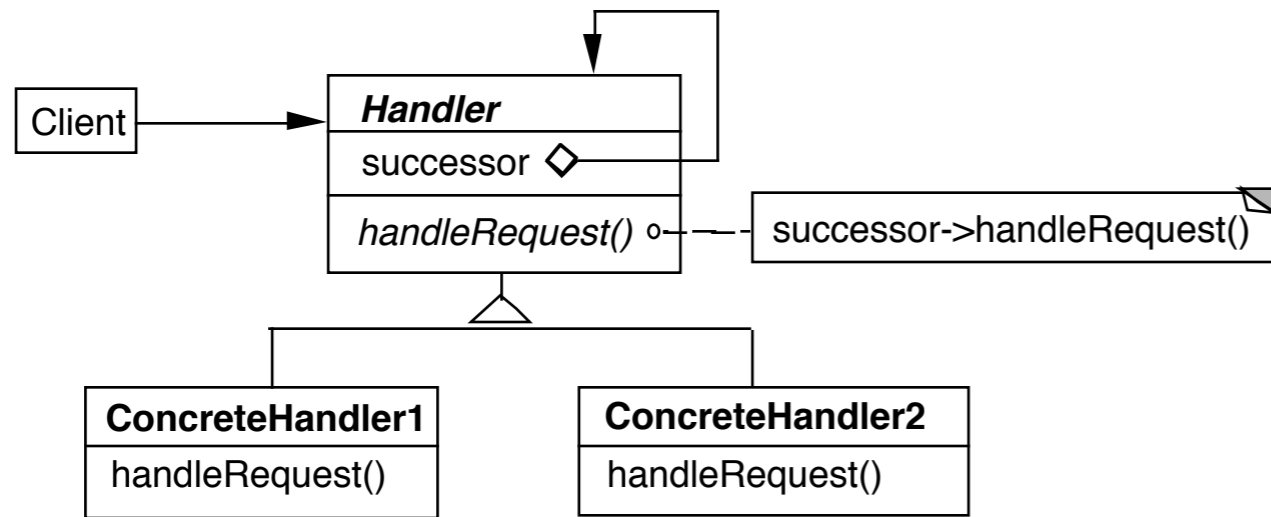 Handler
Client
successor
handleRequest()
successor->handleRequest()
ConcreteHandler1
handleRequest()
ConcreteHandler2
handleRequest()